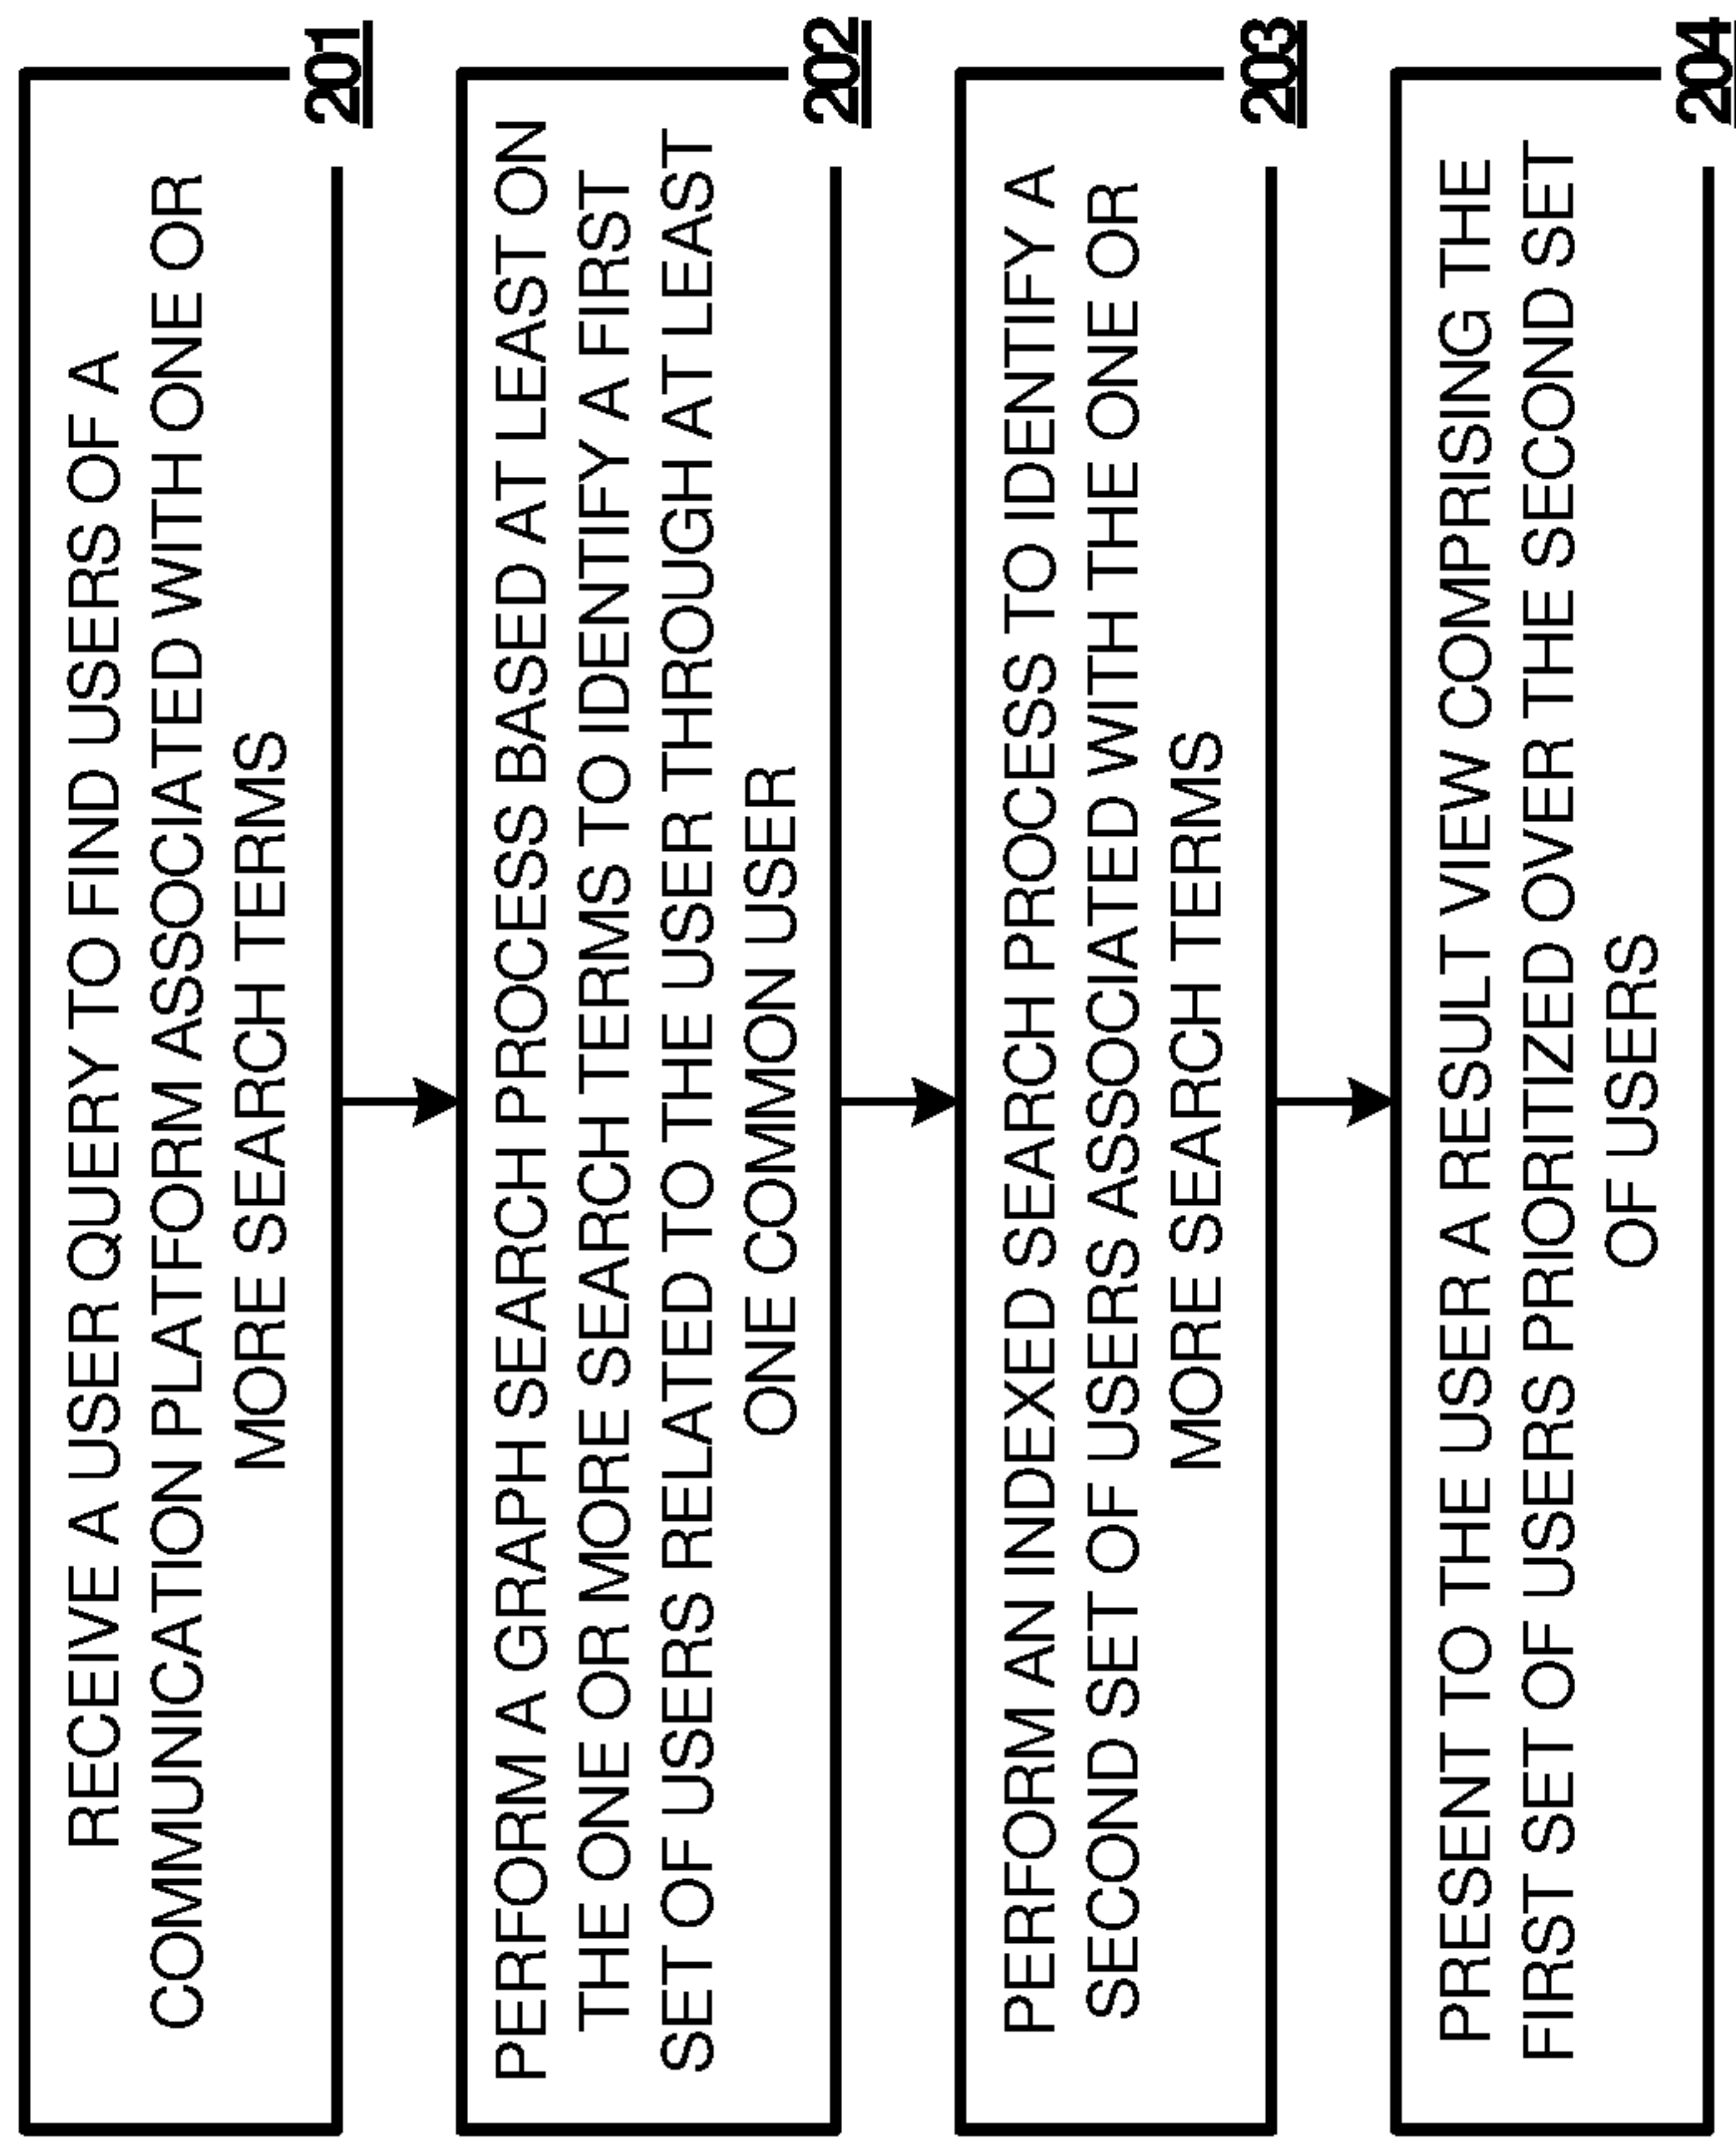 RECEIVE A USER QUERY TO FIND USERS OF A
COMMUNICATION PLATFORM ASSOCIATED WITH ONE OR
MORE SEARCH TERMS
201
PERFORM A GRAPH SEARCH PROCESS BASED AT LEAST ON
THE ONE OR MORE SEARCH TERMS TO IDENTIFY A FIRST
SET OF USERS RELATED TO THE USER THROUGH AT LEAST
ONE COMMON USER
202
PERFORM AN INDEXED SEARCH PROCESS TO IDENTIFY A
SECOND SET OF USERS ASSOCIATED WITH THE ONE OR
MORE SEARCH TERMS
203
PRESENT TO THE USER A RESULT VIEW COMPRISING THE
FIRST SET OF USERS PRIORITIZED OVER THE SECOND SET
OF USERS
204